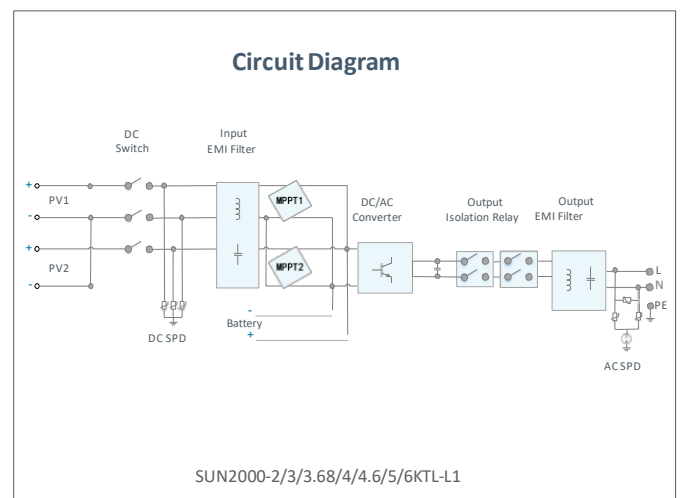 Circuit Diagram
DC
Switch
Input
EMI Filter
+
PV1
-
+
PV2
-
MPPT1
MPPT2
DC/AC
Converter
Output
Isolation Relay
Output
EMI Filter
L
N
PE
-
Battery
+
DC SPD
AC SPD
SUN2000-2/3/3.68/4/4.6/5/6KTL-L1